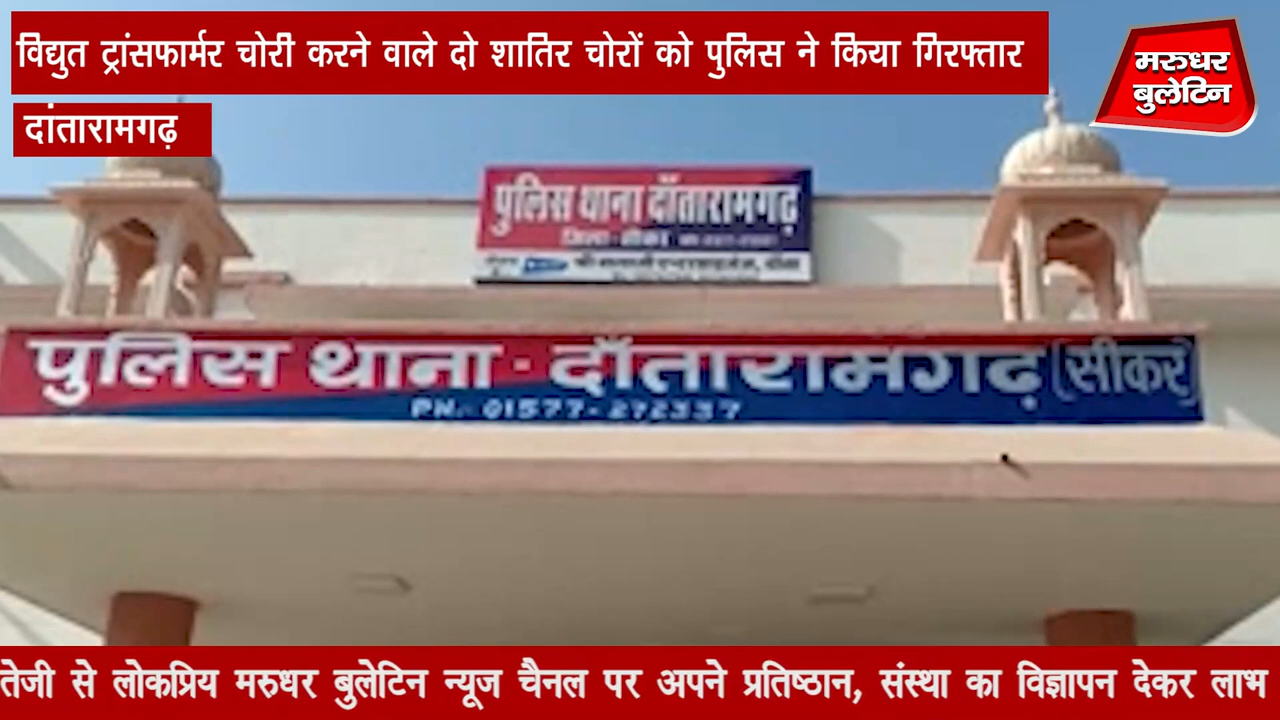 विद्युत ट्रांसफार्मर चोरी करने वाले दो शातिर चोरों को पुलिस ने किया गिरफ्तार
मरुधर
बुलेटिन
दांतारामगढ़
पुलिस थाना दाँतारामगढ़
जिला - सीकर
पुलिस थाना - दाँतारामगढ़ (सीकर)
PN.- 01577-272337
तेजी से लोकप्रिय मरुधर बुलेटिन न्यूज चैनल पर अपने प्रतिष्ठान, संस्था का विज्ञापन देकर लाभ